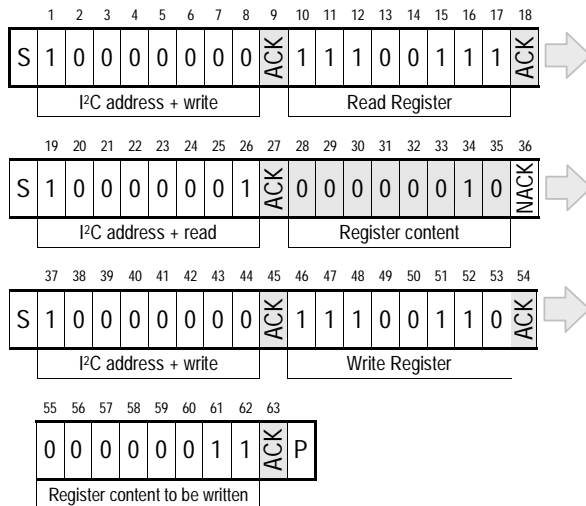 1 2 3 4 5 6 7 8 9 10 11 12 13 14 15 16 17 18
S 1 0 0 0 0 0 0 0 ACK 1 1 1 0 0 1 1 1 ACK
I²C address + write Read Register
19 20 21 22 23 24 25 26 27 28 29 30 31 32 33 34 35 36
S 1 0 0 0 0 0 0 1 ACK 0 0 0 0 0 0 1 0 NACK
I²C address + read Register content
37 38 39 40 41 42 43 44 45 46 47 48 49 50 51 52 53 54
S 1 0 0 0 0 0 0 0 ACK 1 1 1 0 0 1 1 0 ACK
I²C address + write Write Register
55 56 57 58 59 60 61 62 63
0 0 0 0 0 0 1 1 ACK P
Register content to be written